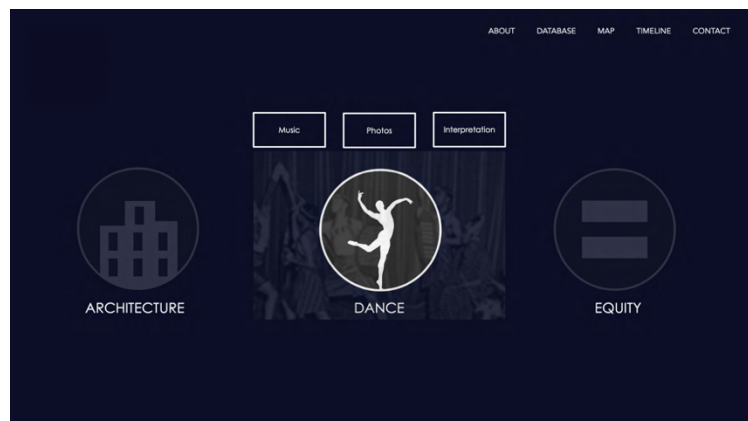 ABOUT DATABASE MAP TIMELINE CONTACT
Music Photos Interpretation
ARCHITECTURE DANCE EQUITY